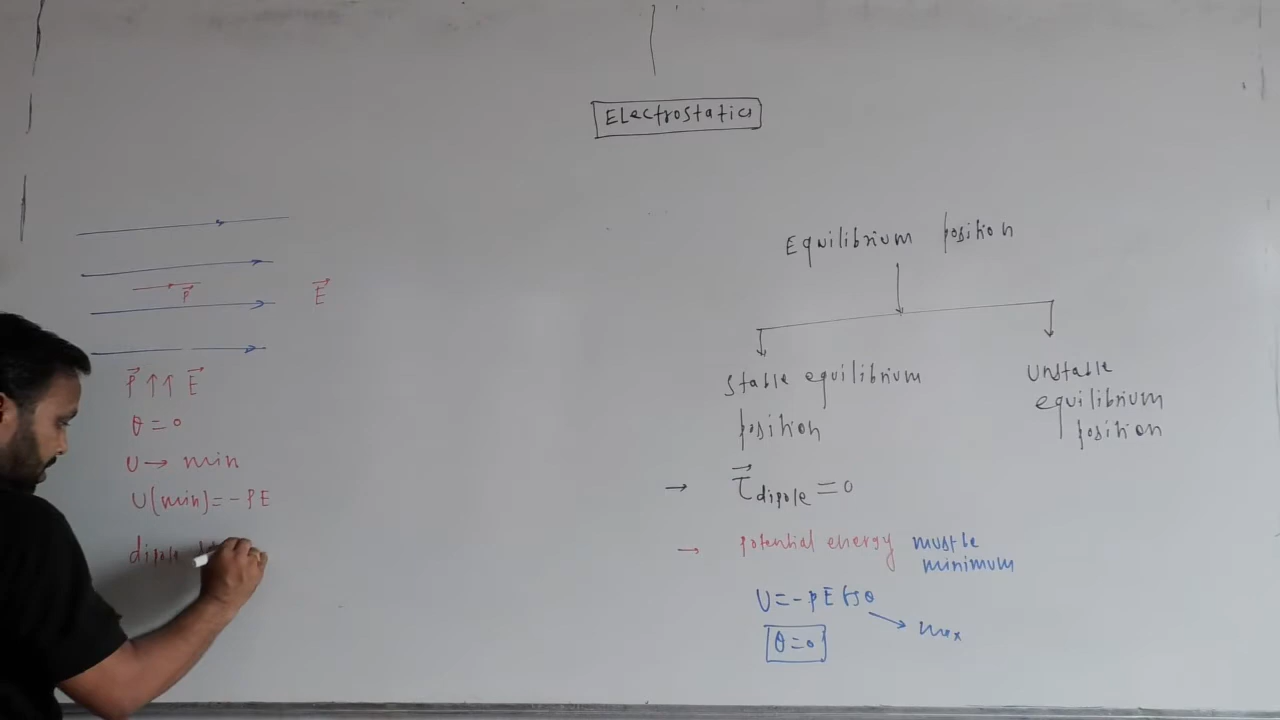 Electrostatics
P⃗
E⃗
P⃗ ↑↑ E⃗
θ = 0
U → min
U(min) = - PE
dipole
Equilibrium position
Stable equilibrium
position
Unstable
equilibrium
position
→ τ⃗dipole = 0
→ potential energy must be
minimum
U = - PE cos θ
max
θ = 0